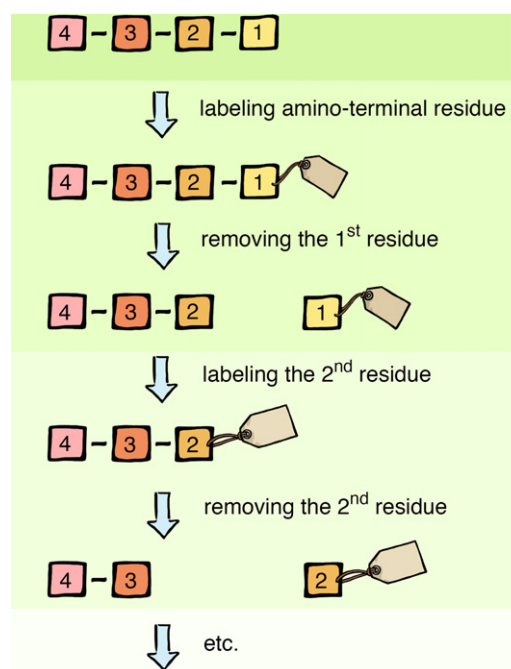 4 - 3 - 2 - 1
labeling amino-terminal residue
4 - 3 - 2 - 1
removing the 1st residue
4 - 3 - 2 1
labeling the 2nd residue
4 - 3 - 2
removing the 2nd residue
4 - 3 2
etc.